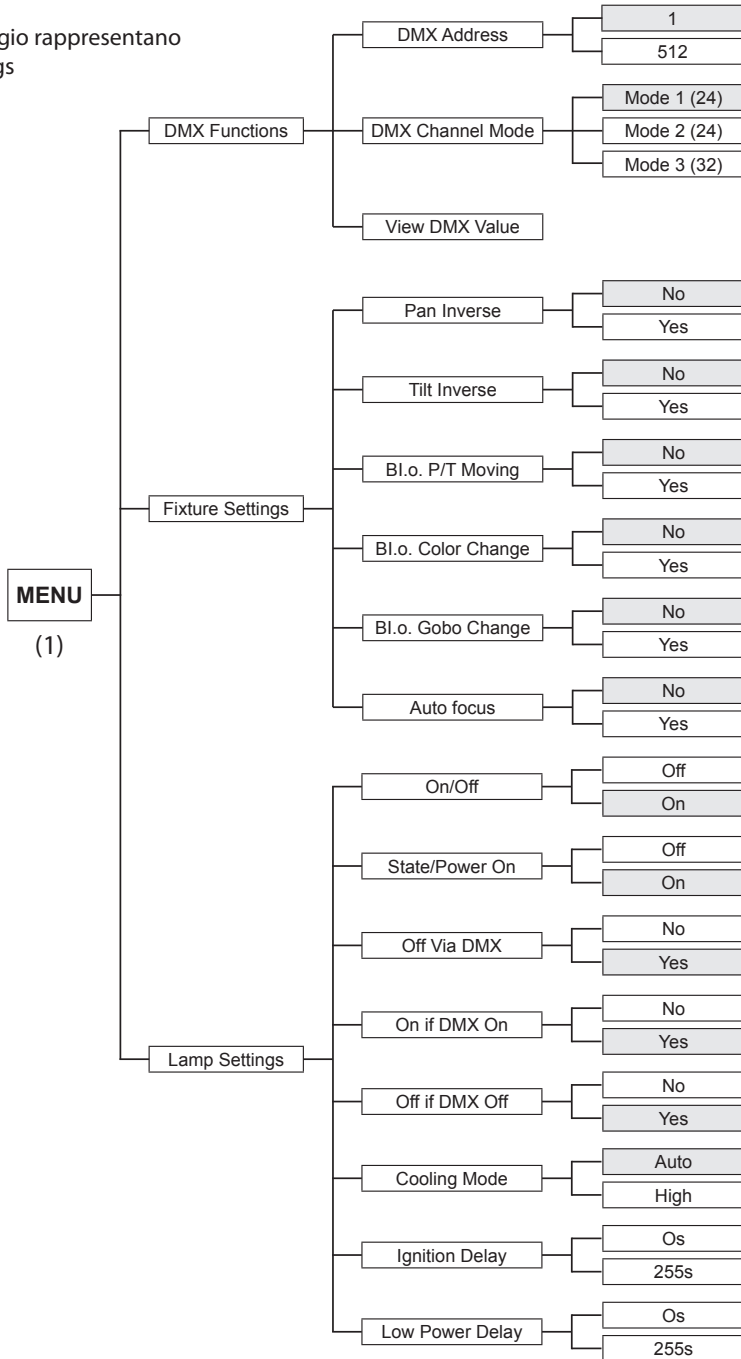 gio rappresentano
gs
MENU
(1)
DMX Functions
DMX Address
1
512
DMX Channel Mode
Mode 1 (24)
Mode 2 (24)
Mode 3 (32)
View DMX Value
Fixture Settings
Pan Inverse
No
Yes
Tilt Inverse
No
Yes
BI.o. P/T Moving
No
Yes
BI.o. Color Change
No
Yes
BI.o. Gobo Change
No
Yes
Auto focus
No
Yes
Lamp Settings
On/Off
Off
On
State/Power On
Off
On
Off Via DMX
No
Yes
On if DMX On
No
Yes
Off if DMX Off
No
Yes
Cooling Mode
Auto
High
Ignition Delay
Os
255s
Low Power Delay
Os
255s